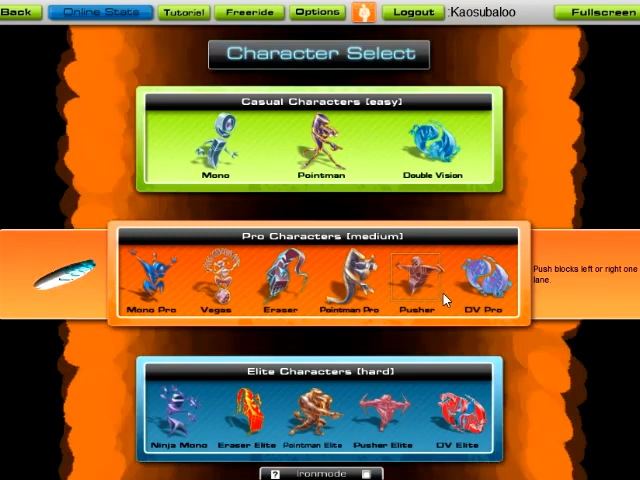 Back Online Stats Tutorial Freeride Options Logout :Kaosubaloo Fullscreen
Character Select
Casual Characters [easy]
Mono Pointman Double Vision
Pro Characters [medium]
Push blocks left or right one
lane.
Mono Pro Vegas Eraser Pointman Pro Pusher DV Pro
Elite Characters [hard]
Ninja Mono Eraser Elite Pointman Elite Pusher Elite DV Elite
? Ironmode